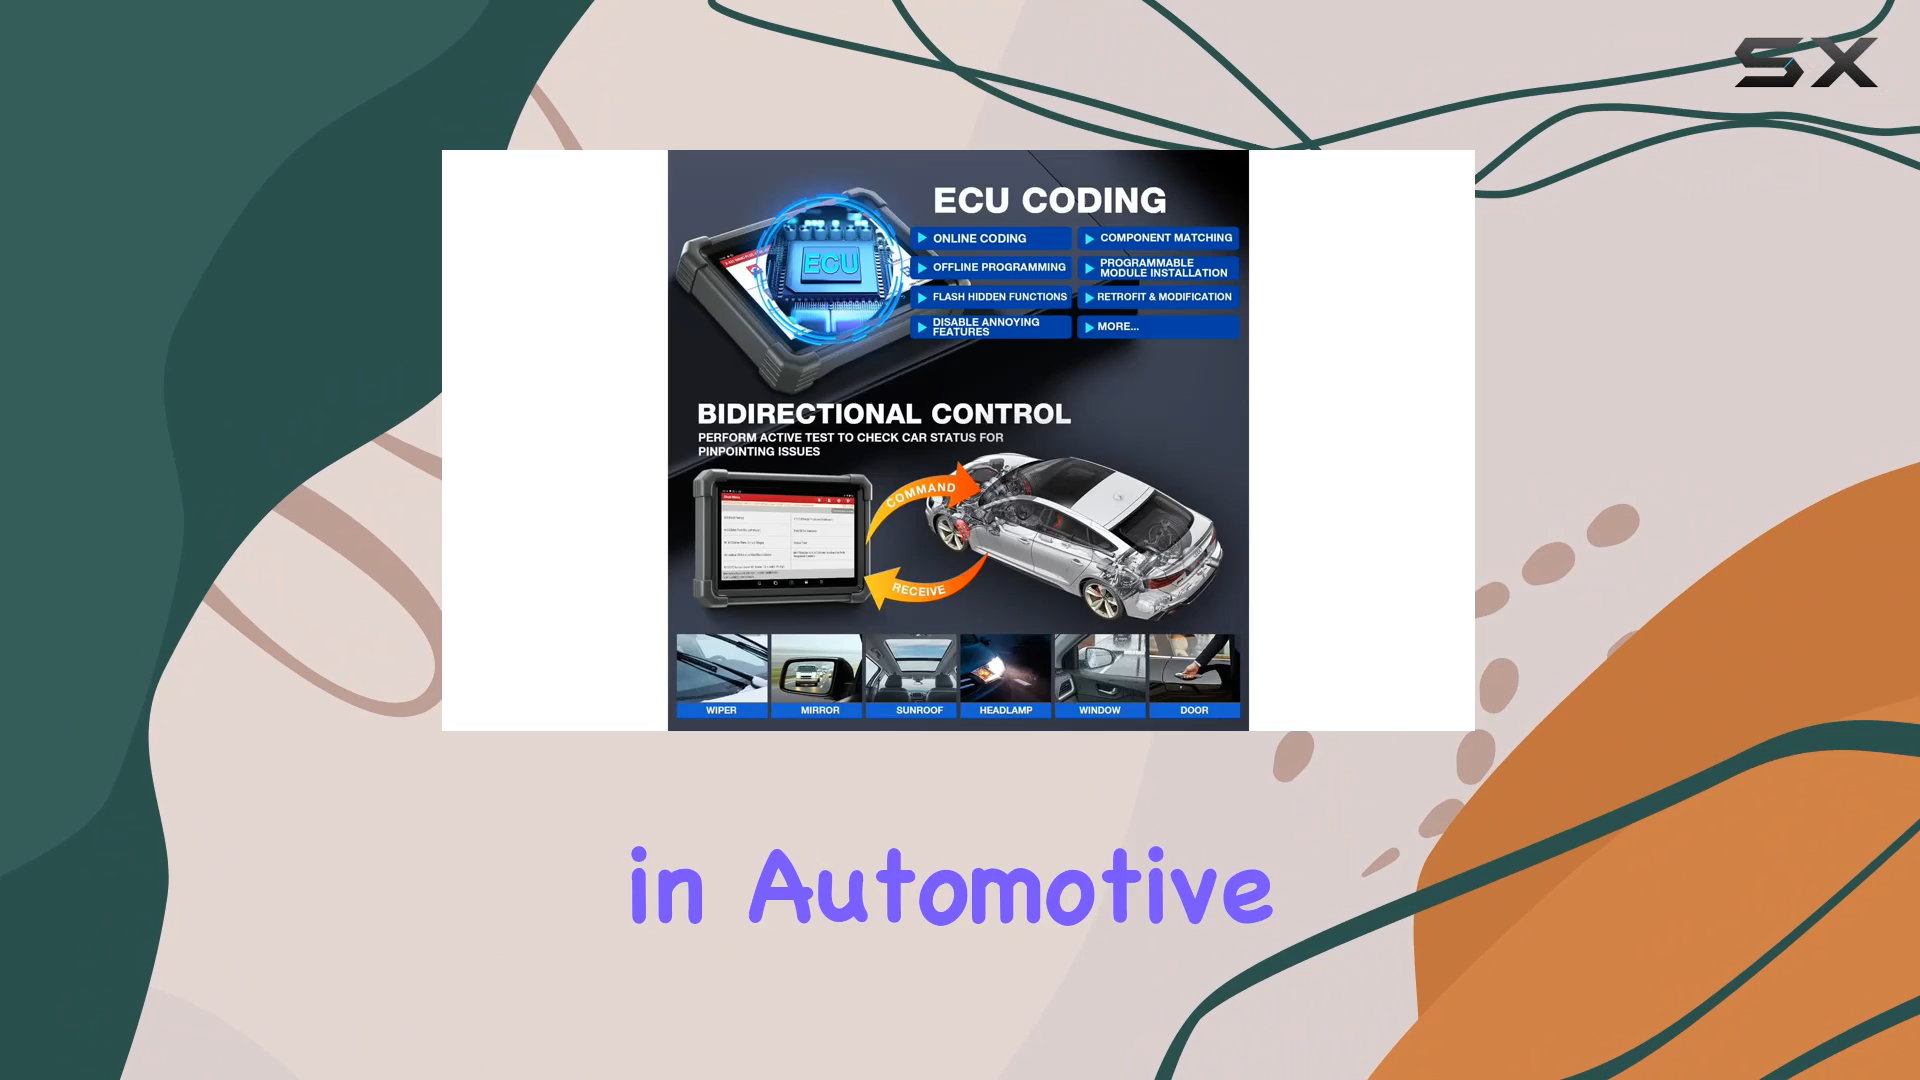 SX
ECU CODING
ECU
ONLINE CODING
COMPONENT MATCHING
OFFLINE PROGRAMMING
PROGRAMMABLE
MODULE INSTALLATION
FLASH HIDDEN FUNCTIONS
RETROFIT & MODIFICATION
DISABLE ANNOYING
FEATURES
MORE...
BIDIRECTIONAL CONTROL
PERFORM ACTIVE TEST TO CHECK CAR STATUS FOR
PINPOINTING ISSUES
COMMAND
RECEIVE
WIPER
MIRROR
SUNROOF
HEADLAMP
WINDOW
DOOR
in Automotive